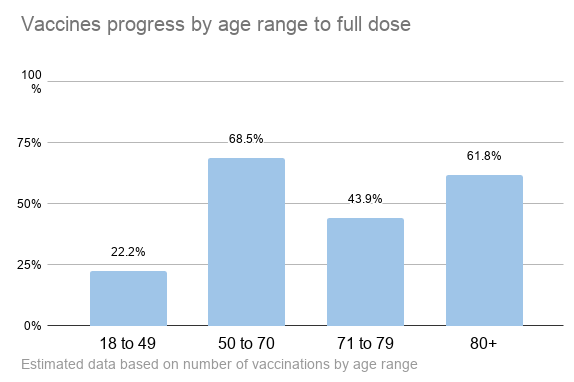 Vaccines progress by age range to full dose
100
%
75%
50%
25%
0%
22.2%
68.5%
43.9%
61.8%
18 to 49
50 to 70
71 to 79
80+
Estimated data based on number of vaccinations by age range